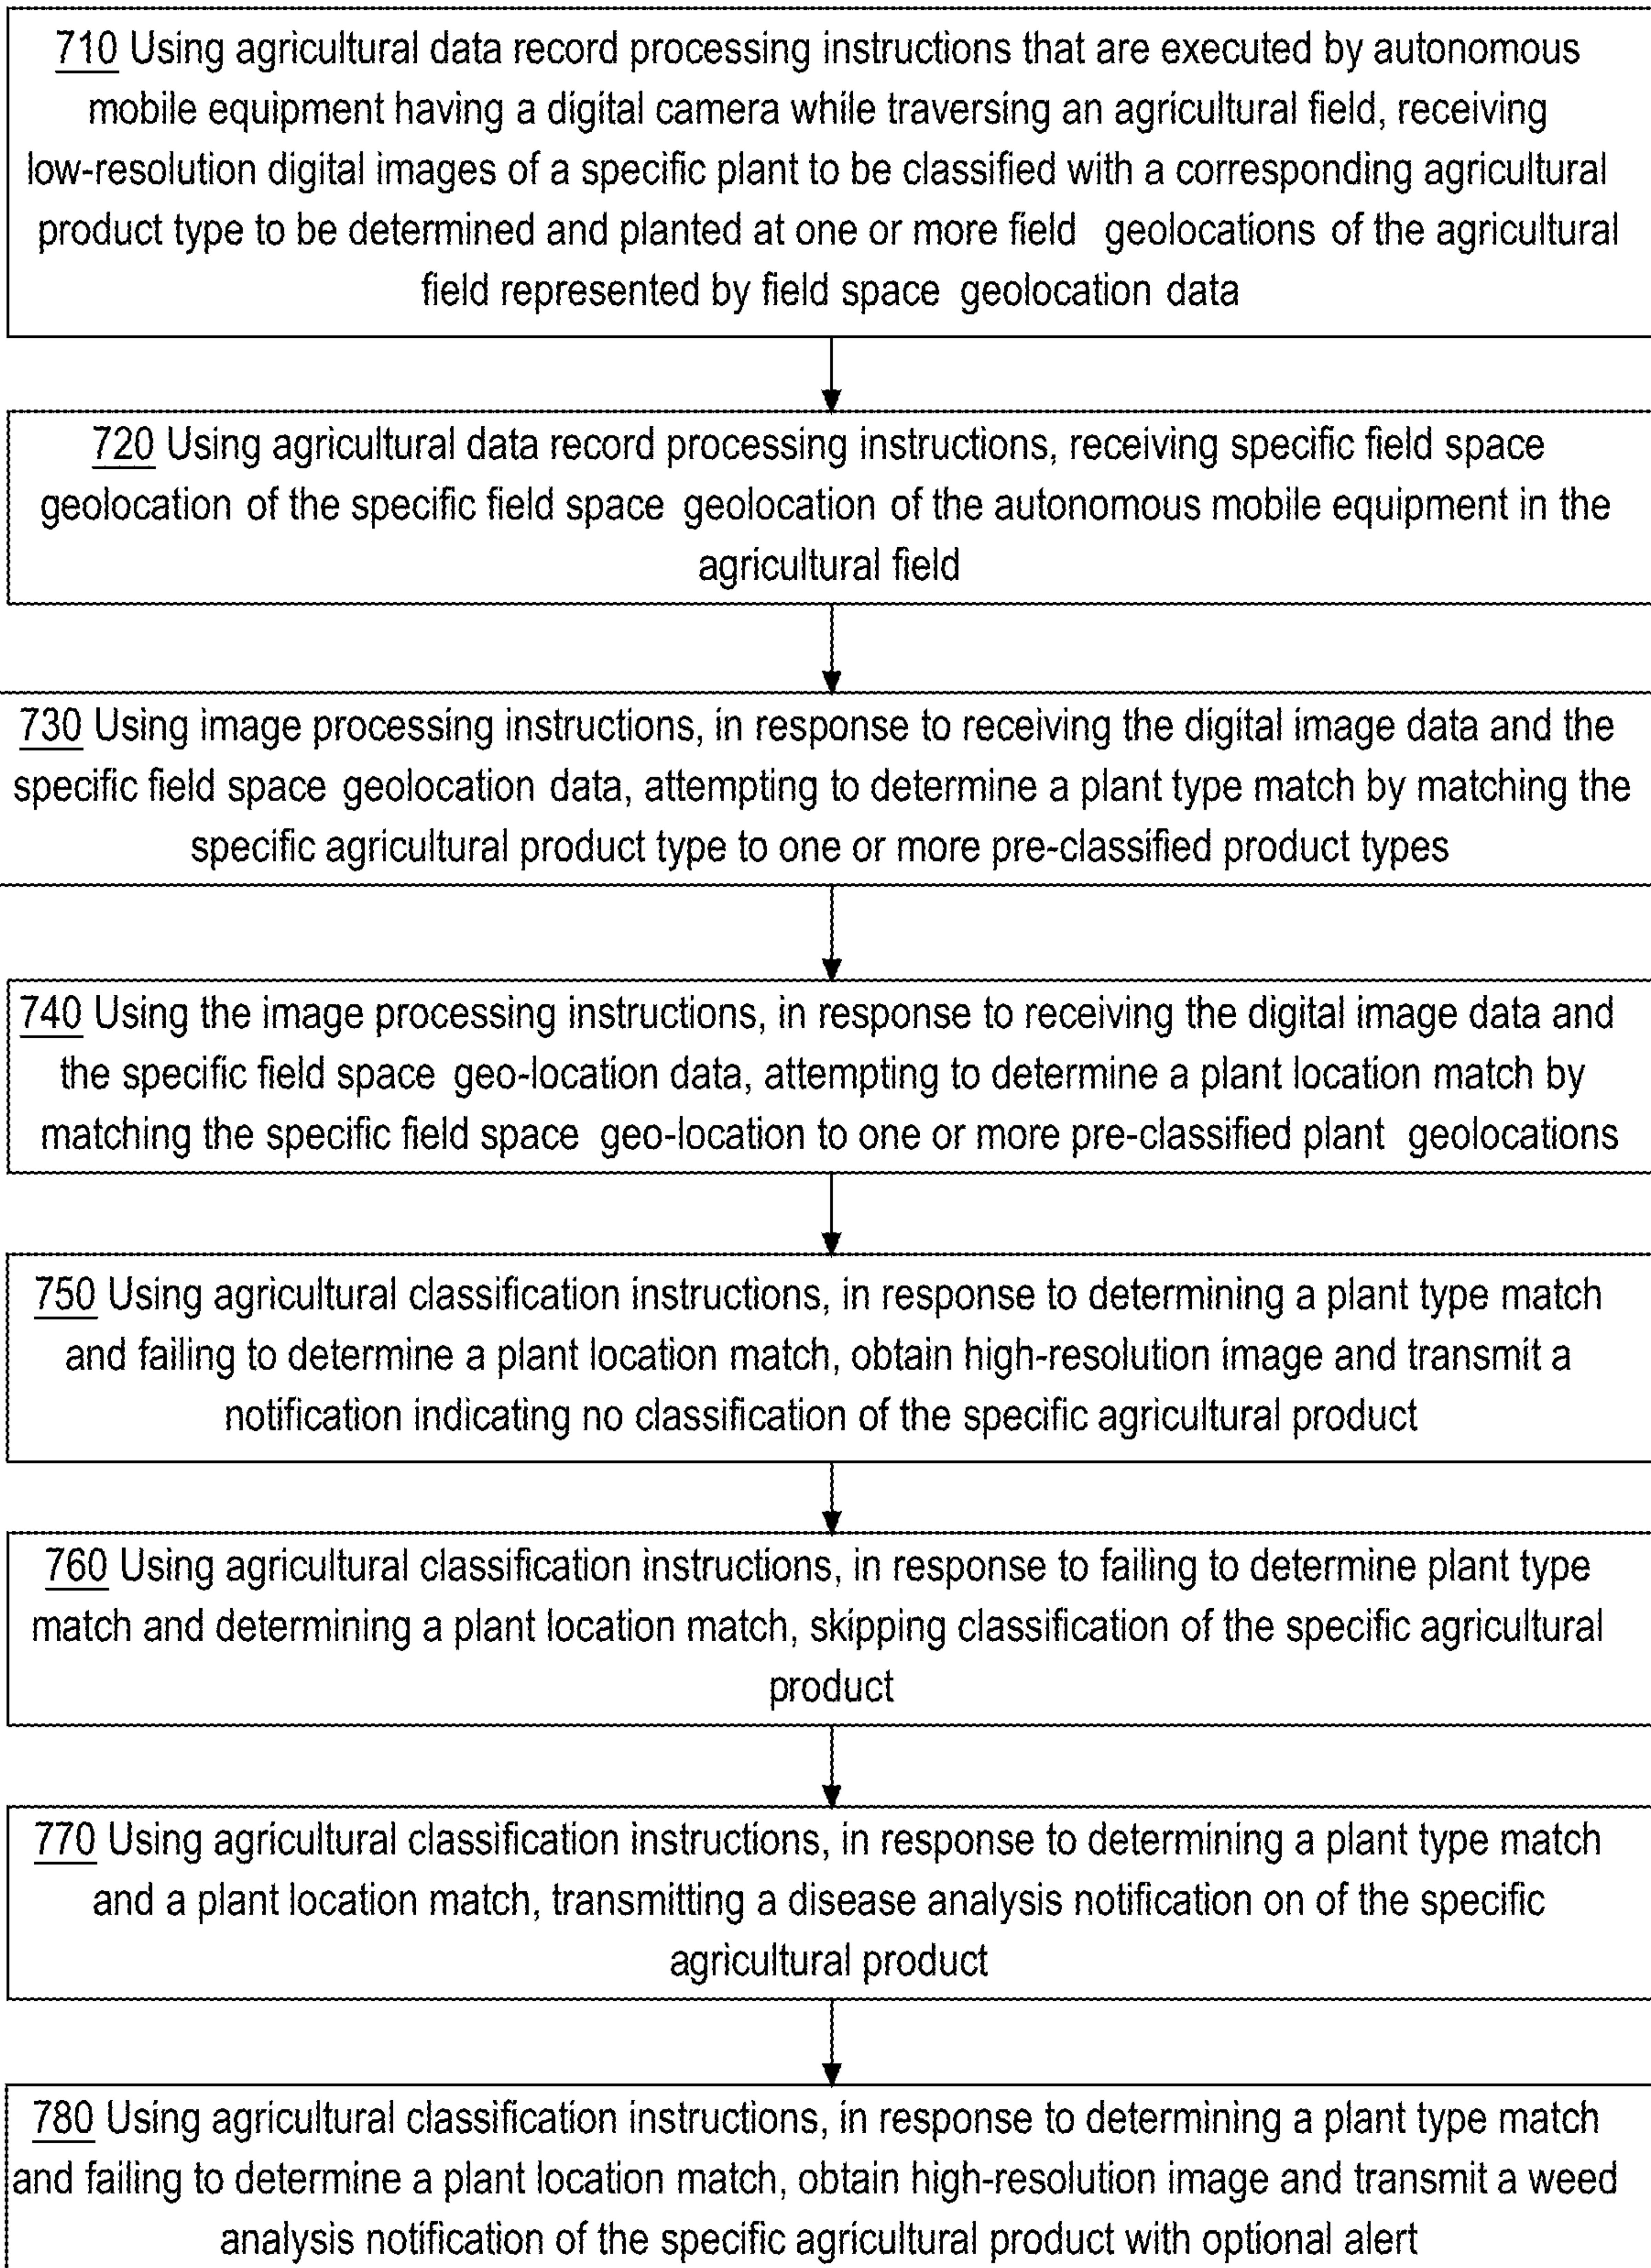 710 Using agricultural data record processing instructions that are executed by autonomous
mobile equipment having a digital camera while traversing an agricultural field, receiving
low-resolution digital images of a specific plant to be classified with a corresponding agricultural
product type to be determined and planted at one or more field geolocations of the agricultural
field represented by field space geolocation data
720 Using agricultural data record processing instructions, receiving specific field space
geolocation of the specific field space geolocation of the autonomous mobile equipment in the
agricultural field
730 Using image processing instructions, in response to receiving the digital image data and the
specific field space geolocation data, attempting to determine a plant type match by matching the
specific agricultural product type to one or more pre-classified product types
740 Using the image processing instructions, in response to receiving the digital image data and
the specific field space geo-location data, attempting to determine a plant location match by
matching the specific field space geo-location to one or more pre-classified plant geolocations
750 Using agricultural classification instructions, in response to determining a plant type match
and failing to determine a plant location match, obtain high-resolution image and transmit a
notification indicating no classification of the specific agricultural product
760 Using agricultural classification instructions, in response to failing to determine plant type
match and determining a plant location match, skipping classification of the specific agricultural
product
770 Using agricultural classification instructions, in response to determining a plant type match
and a plant location match, transmitting a disease analysis notification on of the specific
agricultural product
780 Using agricultural classification instructions, in response to determining a plant type match
and failing to determine a plant location match, obtain high-resolution image and transmit a weed
analysis notification of the specific agricultural product with optional alert